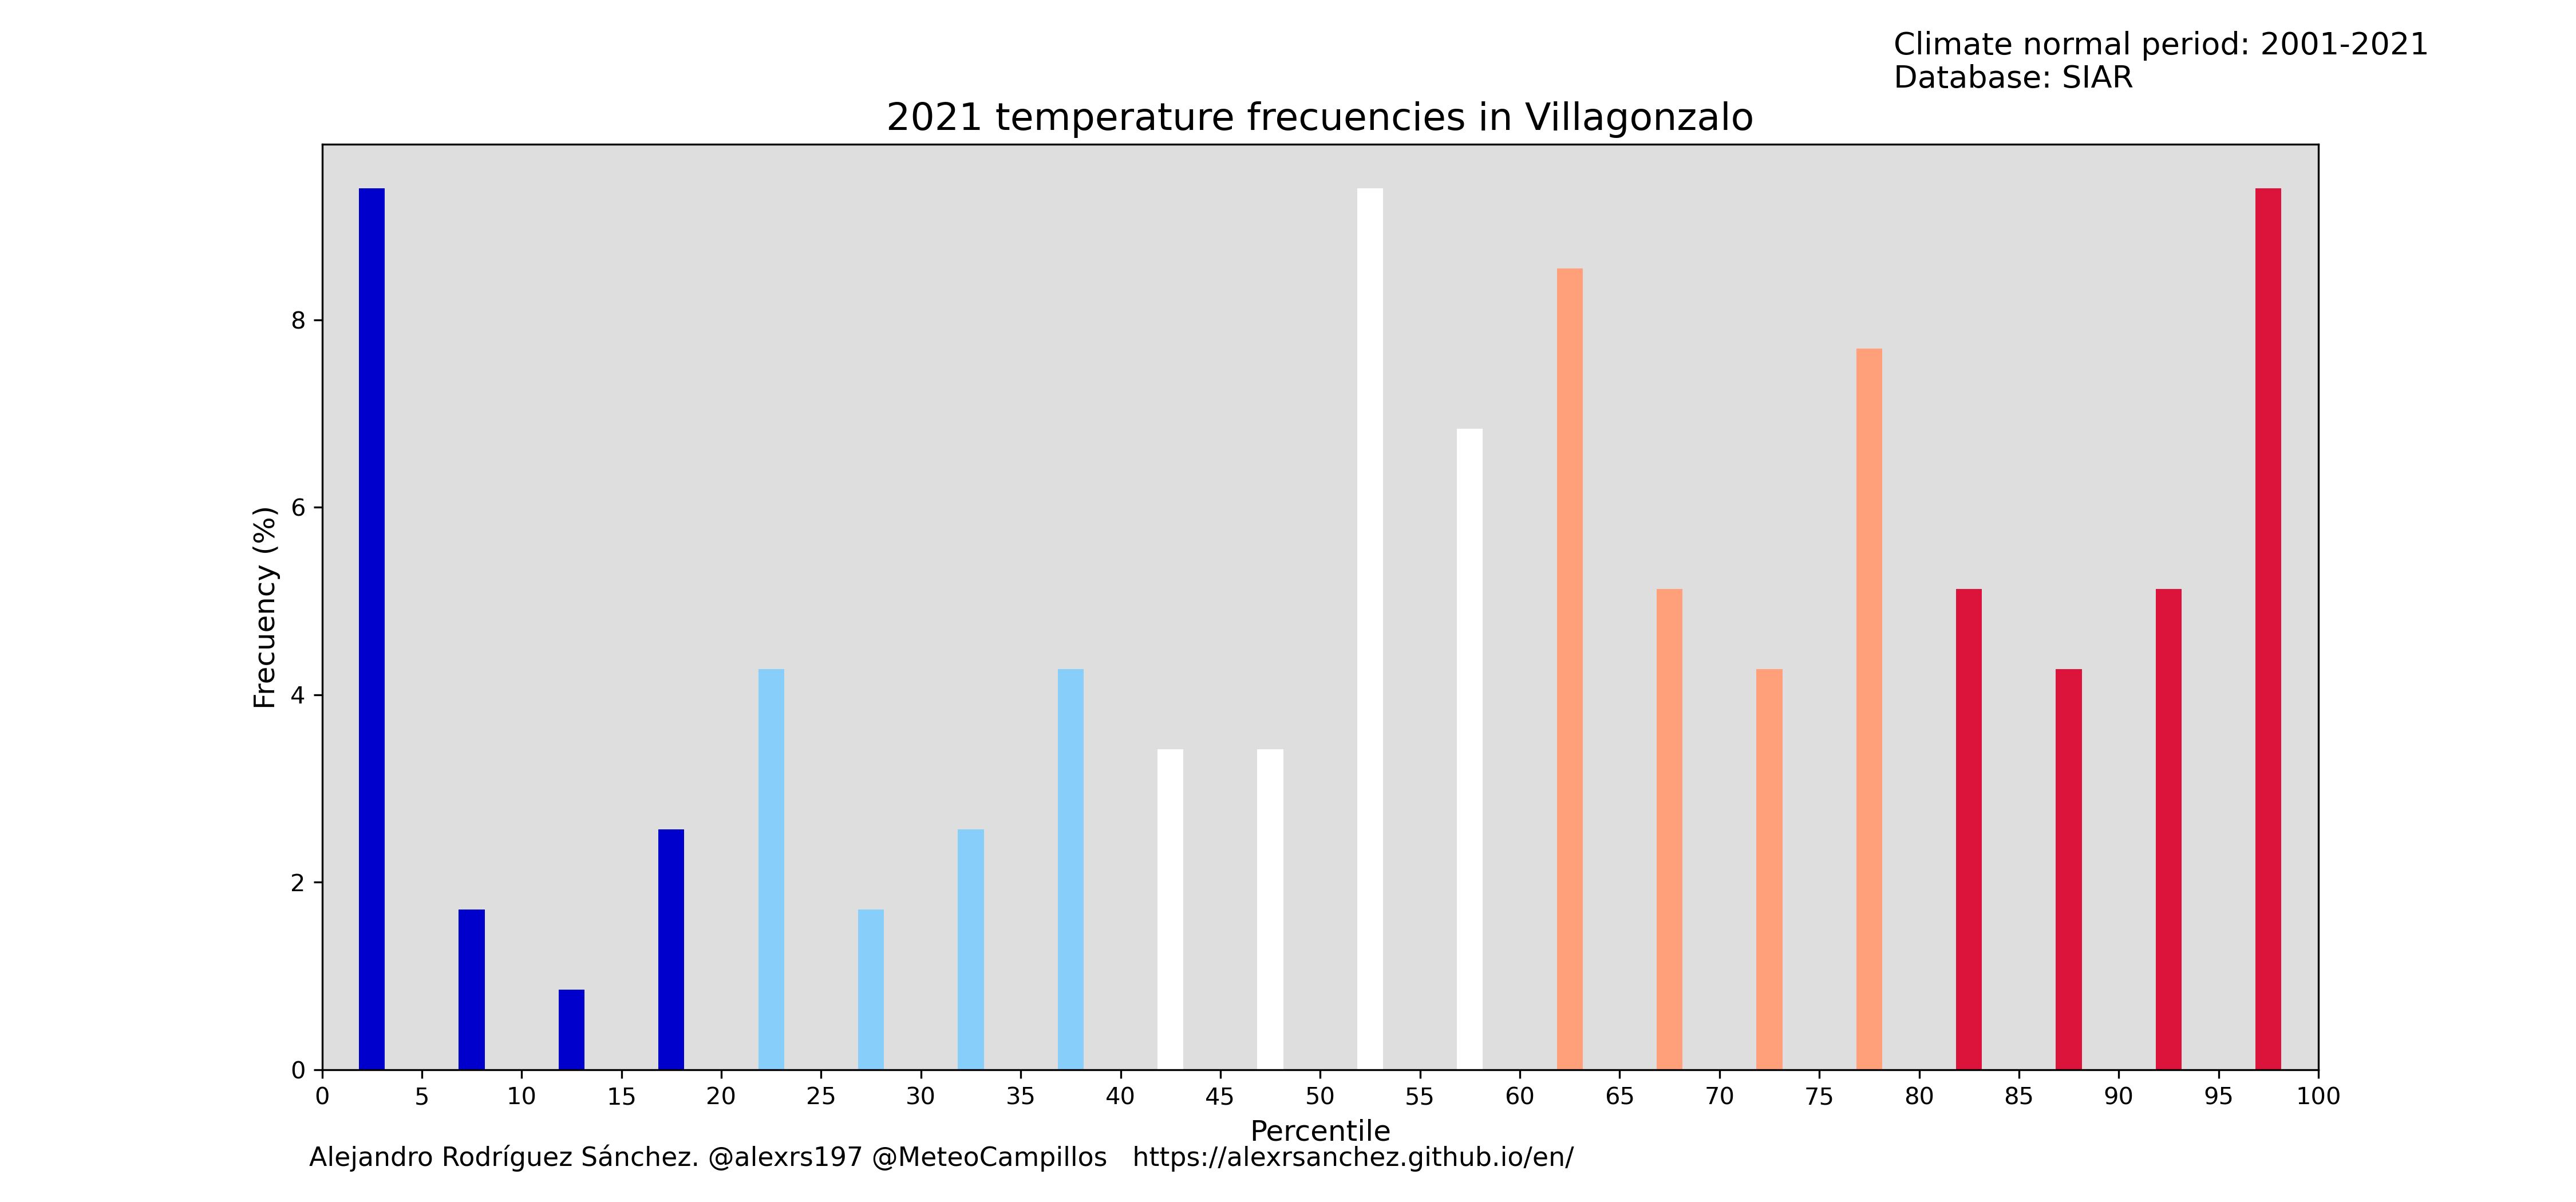 Climate normal period: 2001-2021
Database: SIAR
2021 temperature frecuencies in Villagonzalo
Frecuency (%)
8
6
4
2
0
0 5 10 15 20 25 30 35 40 45 50 55 60 65 70 75 80 85 90 95 100
Percentile
Alejandro Rodríguez Sánchez. @alexrs197 @MeteoCampillos   https://alexrsanchez.github.io/en/